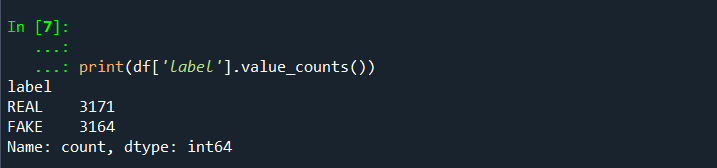 In [7]:
   ...:
   ...: print(df['label'].value_counts())
label
REAL    3171
FAKE    3164
Name: count, dtype: int64